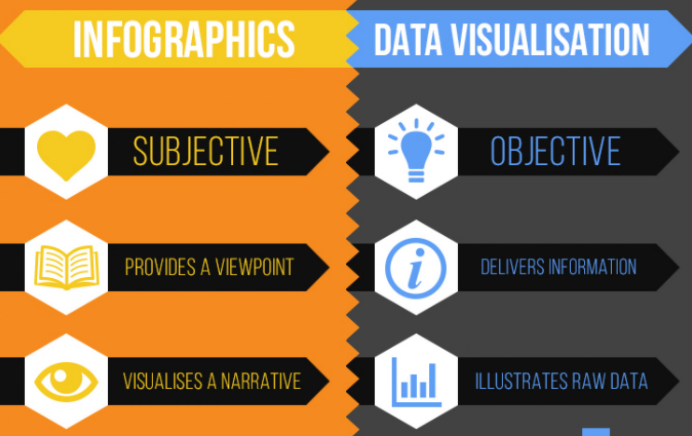 INFOGRAPHICS
SUBJECTIVE
PROVIDES A VIEWPOINT
VISUALISES A NARRATIVE
DATA VISUALISATION
OBJECTIVE
DELIVERS INFORMATION
ILLUSTRATES RAW DATA